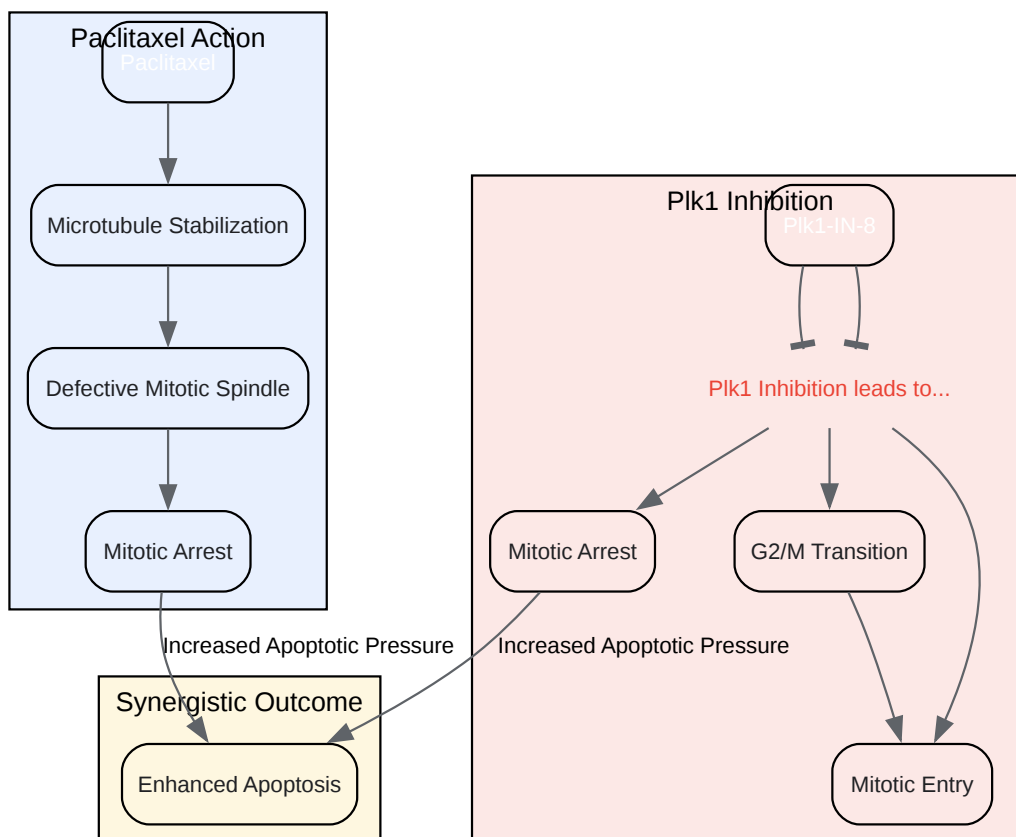 Paclitaxel Action
Paclitaxel
Microtubule Stabilization
Defective Mitotic Spindle
Mitotic Arrest
Increased Apoptotic Pressure
Synergistic Outcome
Enhanced Apoptosis
Plk1 Inhibition
Plk1-IN-8
Plk1 Inhibition leads to...
Mitotic Arrest
G2/M Transition
Increased Apoptotic Pressure
Mitotic Entry